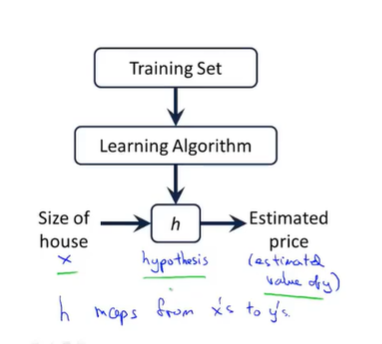 Training Set
Learning Algorithm
Size of
house
h
Estimated
price
x
hypothesis
(estimated
value of y)
h maps from x's to y's.